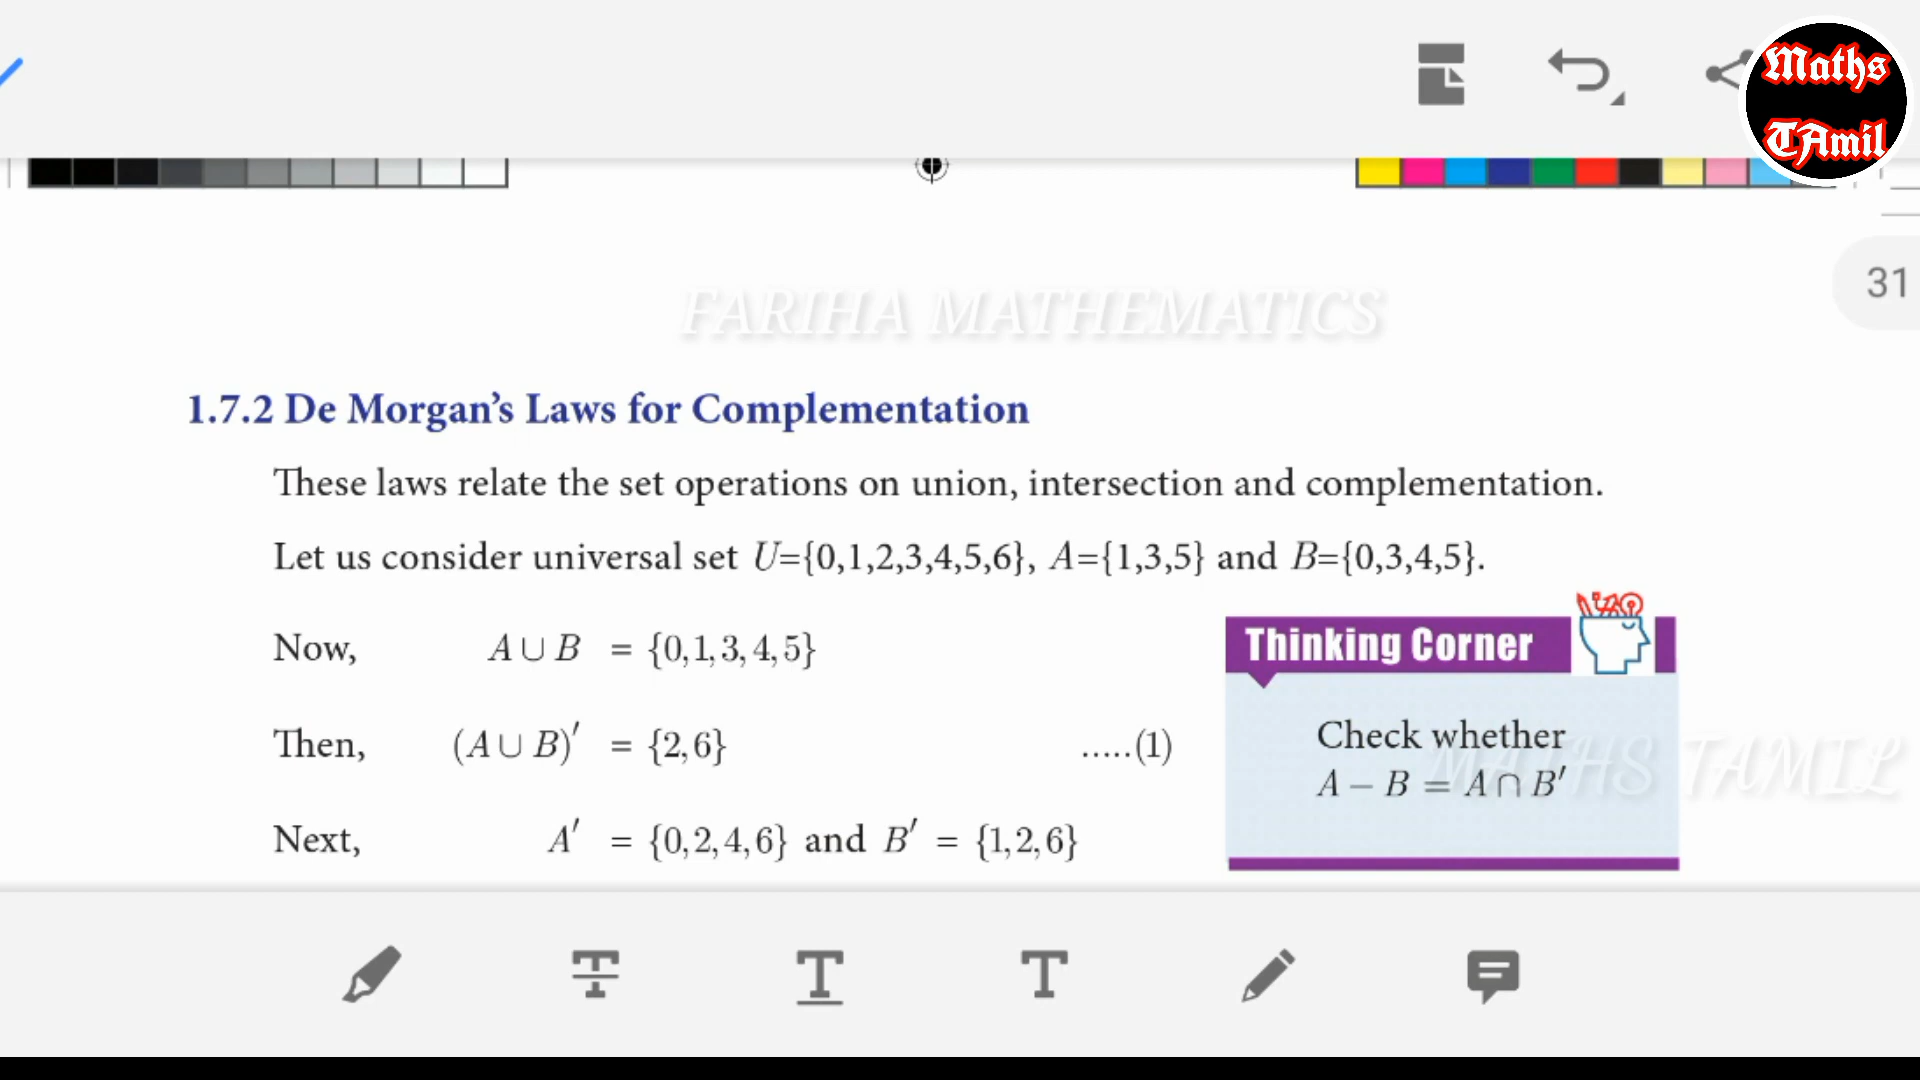 Maths
TAmil
31
FARIHA MATHEMATICS
1.7.2 De Morgan’s Laws for Complementation
These laws relate the set operations on union, intersection and complementation.
Let us consider universal set U={0,1,2,3,4,5,6}, A={1,3,5} and B={0,3,4,5}.
Now, A ∪ B = {0,1,3,4,5}
Then, (A ∪ B)′ = {2,6} .....(1)
Next, A′ = {0,2,4,6} and B′ = {1,2,6}
Thinking Corner
Check whether
A − B = A ∩ B′
MATHS TAMIL